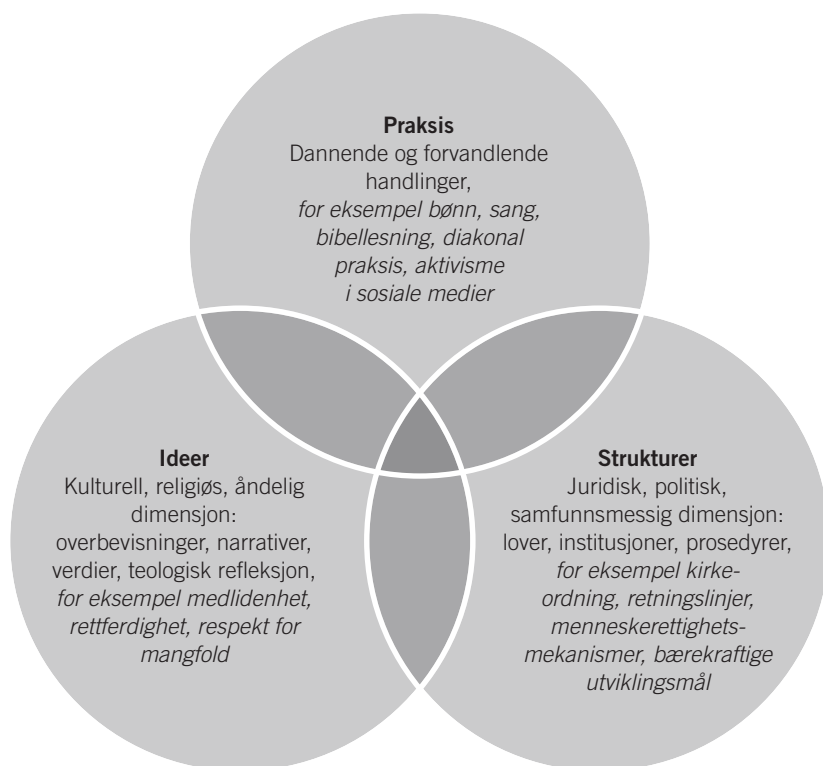 Praksis
Dannende og forvandlende
handlinger,
for eksempel bønn, sang,
bibellesning, diakonal
praksis, aktivisme
i sosiale medier
Ideer
Kulturell, religiøs, åndelig
dimensjon:
overbevisninger, narrativer,
verdier, teologisk refleksjon,
for eksempel medlidenhet,
rettferdighet, respekt for
mangfold
Strukturer
Juridisk, politisk,
samfunnsmessig dimensjon:
lover, institusjoner, prosedyrer,
for eksempel kirke-
ordning, retningslinjer,
menneskerettighets-
mekanismer, bærekraftige
utviklingsmål